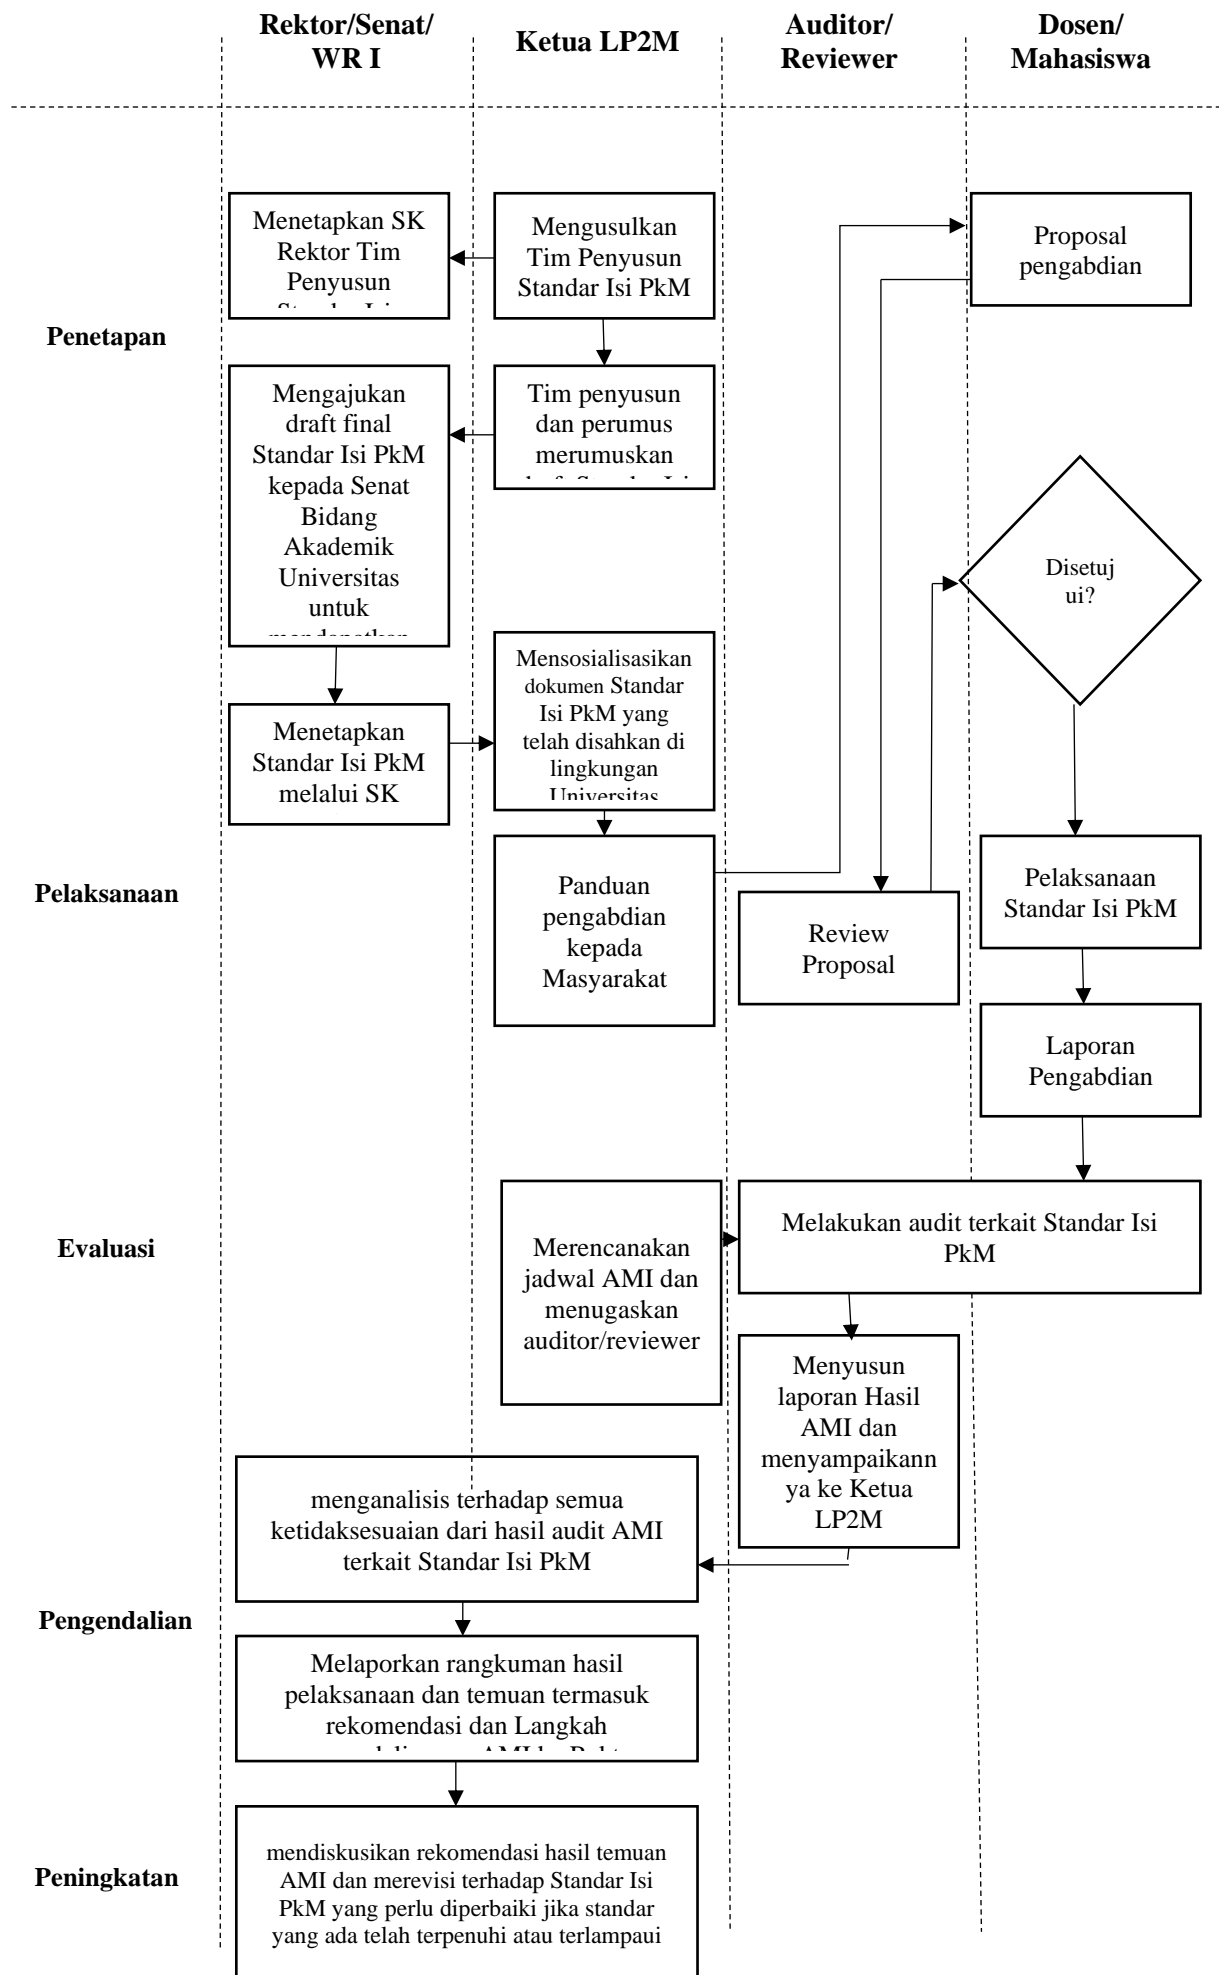 Rektor/Senat/
WR I
Ketua LP2M
Auditor/
Reviewer
Dosen/
Mahasiswa
Penetapan
Menetapkan SK
Rektor Tim
Penyusun
Mengusulkan
Tim Penyusun
Standar Isi PkM
Proposal
pengabdian
Mengajukan
draft final
Standar Isi PkM
kepada Senat
Bidang
Akademik
Universitas
untuk
Tim penyusun
dan perumus
merumuskan
Disetuj
ui?
Menetapkan
Standar Isi PkM
melalui SK
Mensosialisasikan
dokumen Standar
Isi PkM yang
telah disahkan di
lingkungan
Universitas
Pelaksanaan
Panduan
pengabdian
kepada
Masyarakat
Review
Proposal
Pelaksanaan
Standar Isi PkM
Laporan
Pengabdian
Evaluasi
Merencanakan
jadwal AMI dan
menugaskan
auditor/reviewer
Melakukan audit terkait Standar Isi
PkM
Menyusun
laporan Hasil
AMI dan
menyampaikann
ya ke Ketua
LP2M
Pengendalian
menganalisis terhadap semua
ketidaksesuaian dari hasil audit AMI
terkait Standar Isi PkM
Melaporkan rangkuman hasil
pelaksanaan dan temuan termasuk
rekomendasi dan Langkah
Peningkatan
mendiskusikan rekomendasi hasil temuan
AMI dan merevisi terhadap Standar Isi
PkM yang perlu diperbaiki jika standar
yang ada telah terpenuhi atau terlampaui